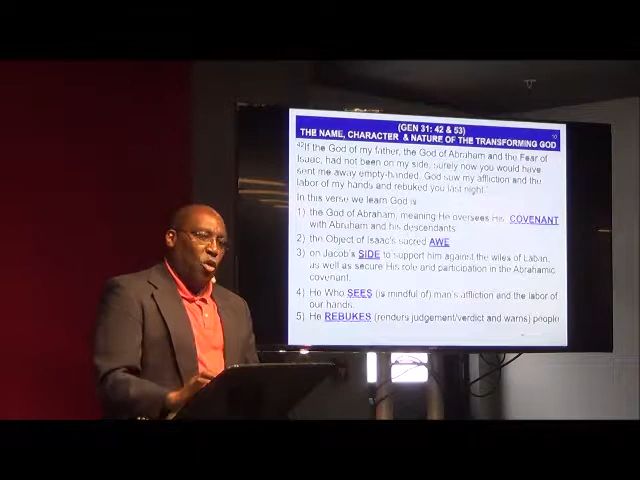 (GEN 31: 42 & 53)
10
THE NAME, CHARACTER & NATURE OF THE TRANSFORMING GOD
42If the God of my father, the God of Abraham and the Fear of
Isaac, had not been on my side, surely now you would have
sent me away empty-handed. God saw my affliction and the
labor of my hands and rebuked you last night."
In this verse we learn God is
1) the God of Abraham, meaning He oversees His COVENANT
with Abraham and his descendants.
2) the Object of Isaac's sacred AWE
3) on Jacob's SIDE to support him against the wiles of Laban,
as well as secure His role and participation in the Abrahamic
covenant.
4) He Who SEES (is mindful of) man's affliction and the labor of
our hands.
5) He REBUKES (renders judgement/verdict and warns) people